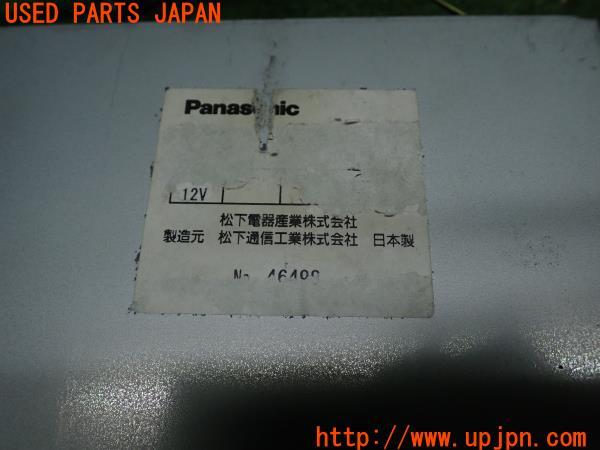 USED PARTS JAPAN
Panasonic
12V
松下電器産業株式会社
製造元 松下通信工業株式会社 日本製
No.
http://www.upjpn.com